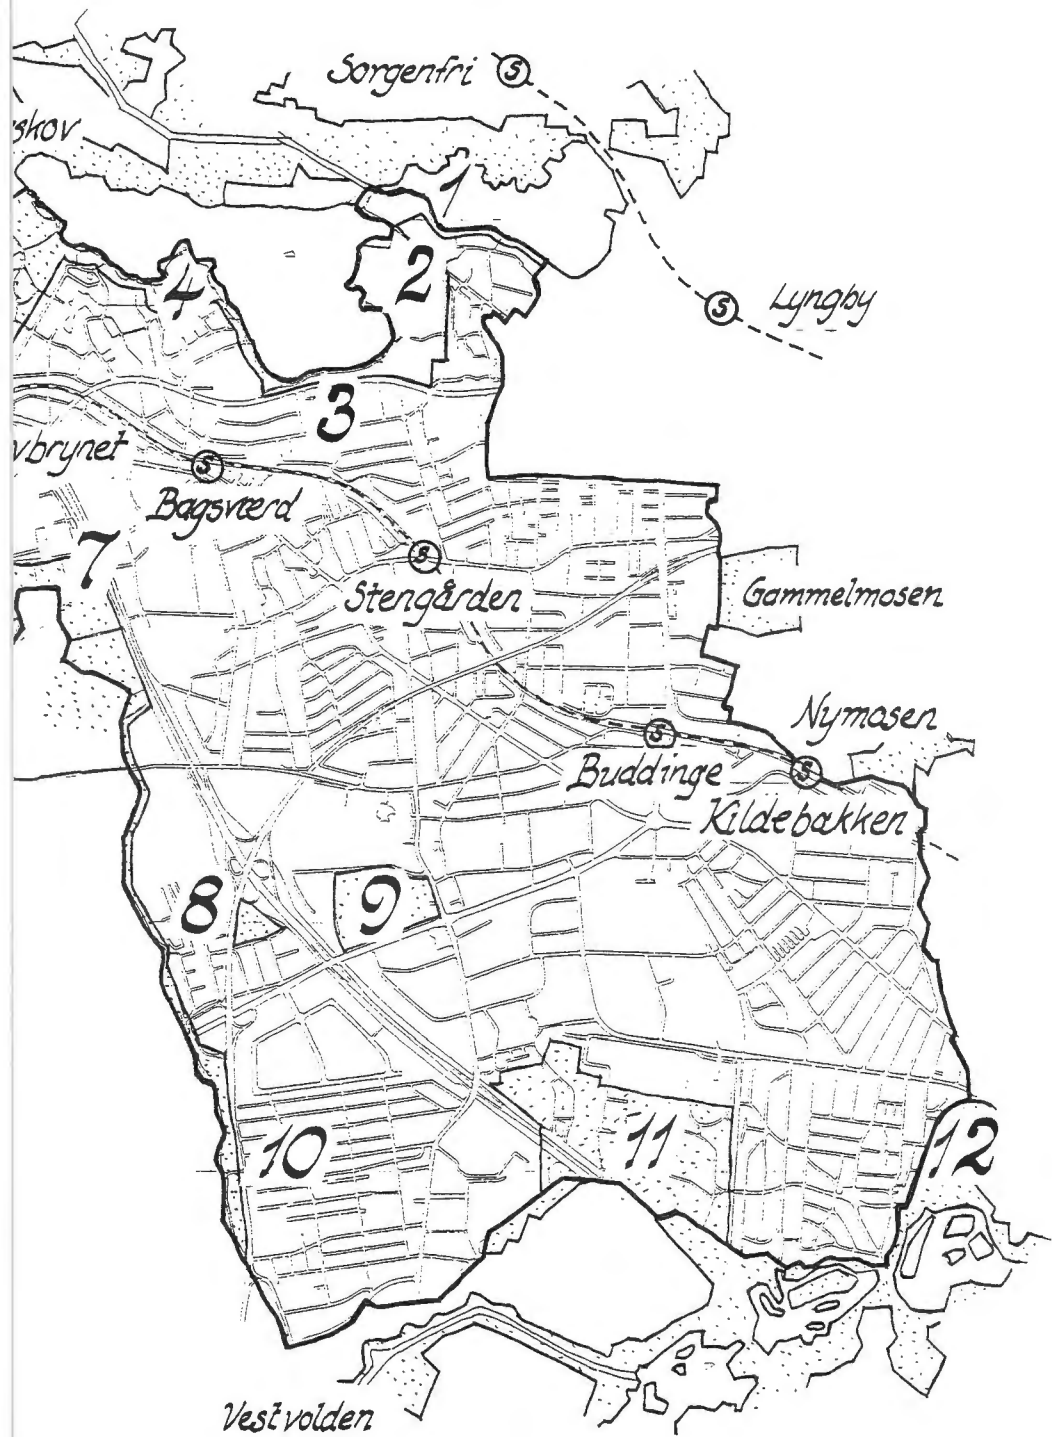 Sorgenfri S
skov
1
2
4
S Lyngby
3
vbrynet
S
Bagsværd
7
S
Stengården
Gammelmosen
Nymosen
S
Buddinge
S
Kildebakken
8
9
10
11
12
Vestvolden